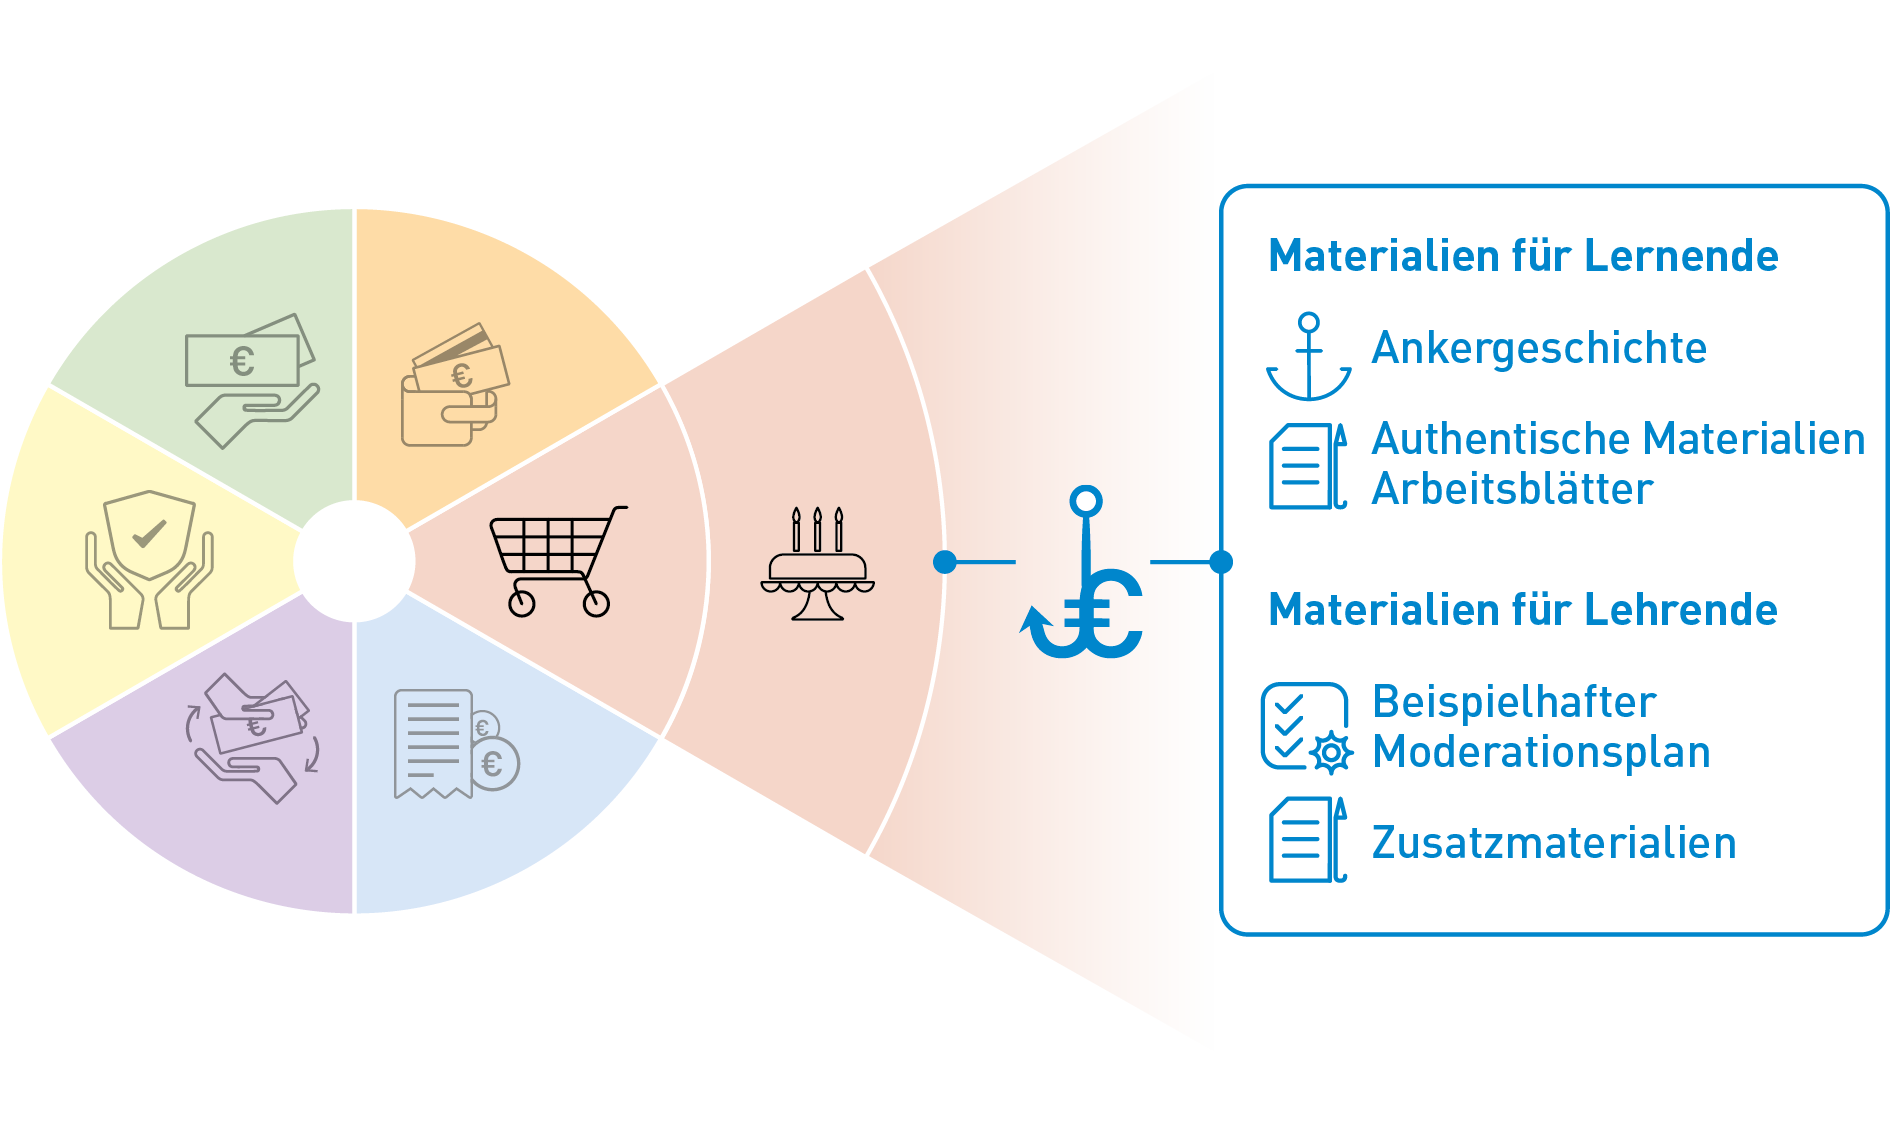 €
€
€
€
€
Materialien für Lernende
Ankergeschichte
Authentische Materialien
Arbeitsblätter
Materialien für Lehrende
Beispielhafter
Moderationsplan
Zusatzmaterialien